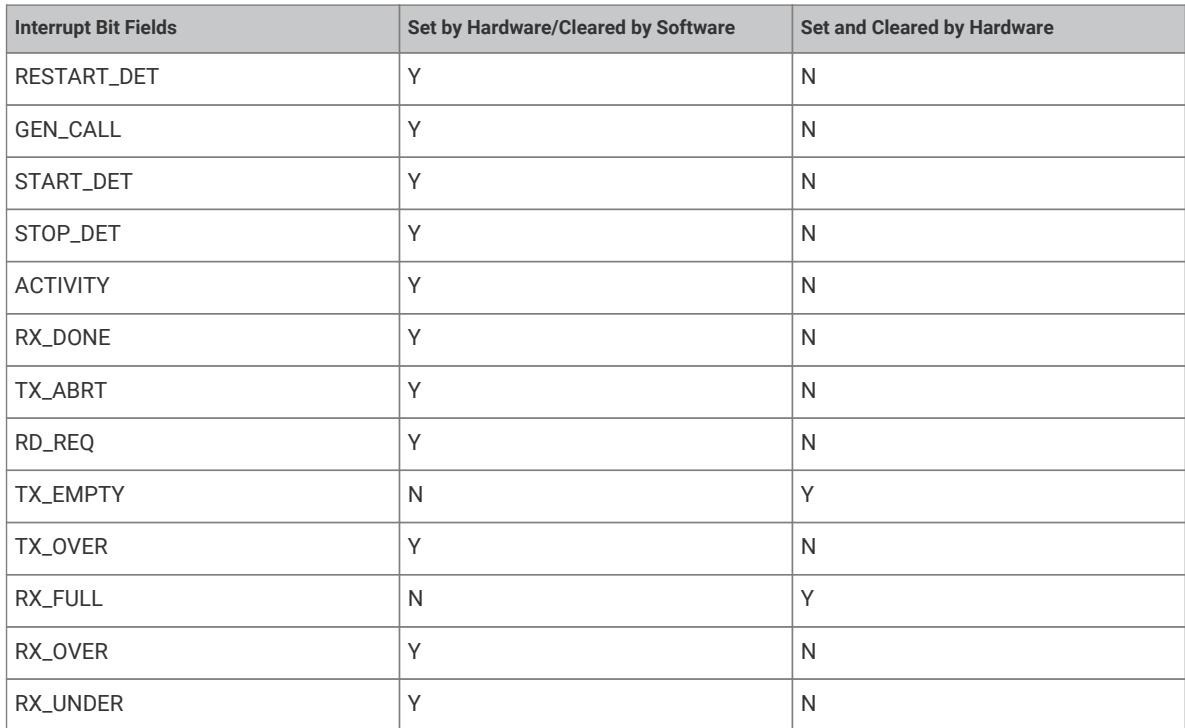 Interrupt Bit Fields Set by Hardware/Cleared by Software Set and Cleared by Hardware
RESTART_DET Y N
GEN_CALL Y N
START_DET Y N
STOP_DET Y N
ACTIVITY Y N
RX_DONE Y N
TX_ABRT Y N
RD_REQ Y N
TX_EMPTY N Y
TX_OVER Y N
RX_FULL N Y
RX_OVER Y N
RX_UNDER Y N